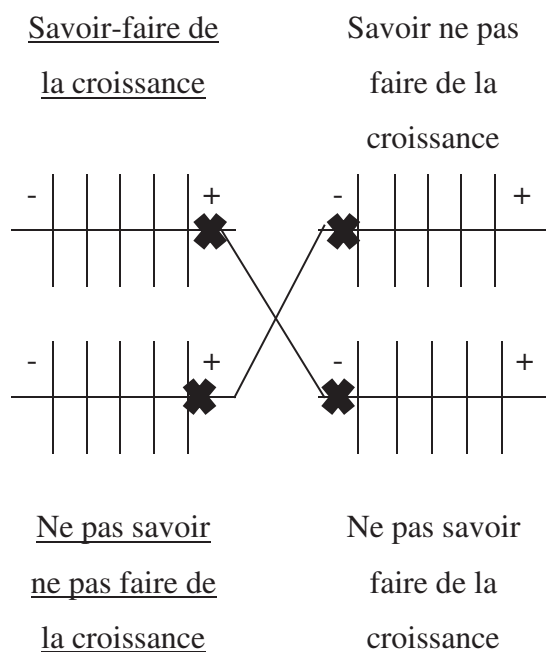 Savoir-faire de
la croissance
Savoir ne pas
faire de la
croissance
- + - +
- + - +
Ne pas savoir
ne pas faire de
la croissance
Ne pas savoir
faire de la
croissance